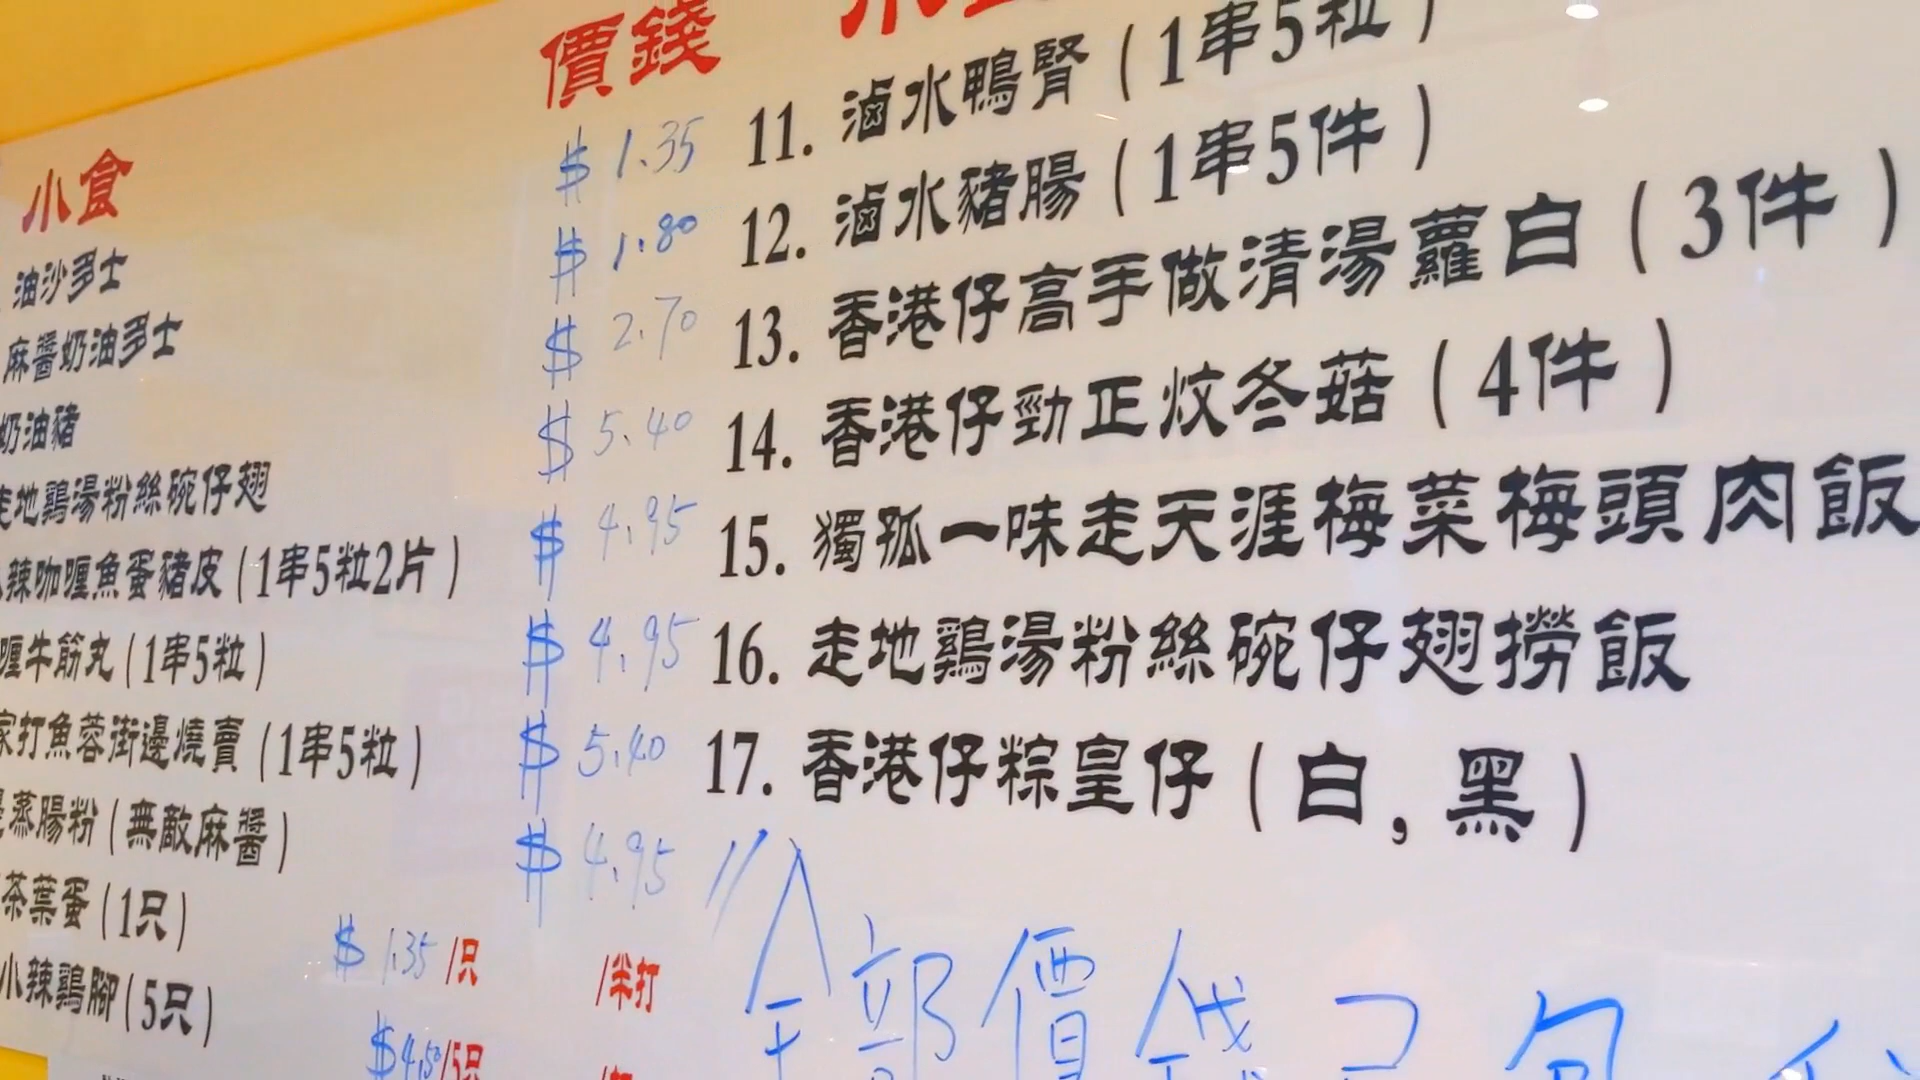 小食 價錢
油沙多士 $1.35
麻醬奶油多士 $1.80
奶油豬 $2.70
走地鷄湯粉絲碗仔翅 $5.40
辣咖喱魚蛋豬皮(1串5粒2片) $4.95
喱牛筋丸(1串5粒) $4.95
家打魚蓉街邊燒賣(1串5粒) $5.40
蒸腸粉(無敵麻醬) $4.95
茶葉蛋(1只) $1.35/只 /半打
小辣鷄腳(5只) $4.50/5只
11. 滷水鴨腎(1串5粒)
12. 滷水豬腸(1串5件)
13. 香港仔高手做清湯蘿白(3件)
14. 香港仔勁正炆冬菇(4件)
15. 獨孤一味走天涯梅菜梅頭肉飯
16. 走地鷄湯粉絲碗仔翅撈飯
17. 香港仔粽皇仔(白,黑)
全部價錢已包